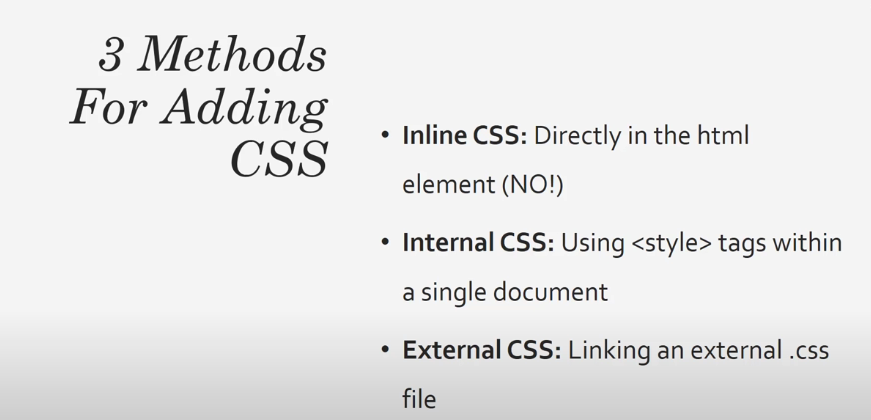 3 Methods
For Adding
CSS
• Inline CSS: Directly in the html
element (NO!)
• Internal CSS: Using <style> tags within
a single document
• External CSS: Linking an external .css
file